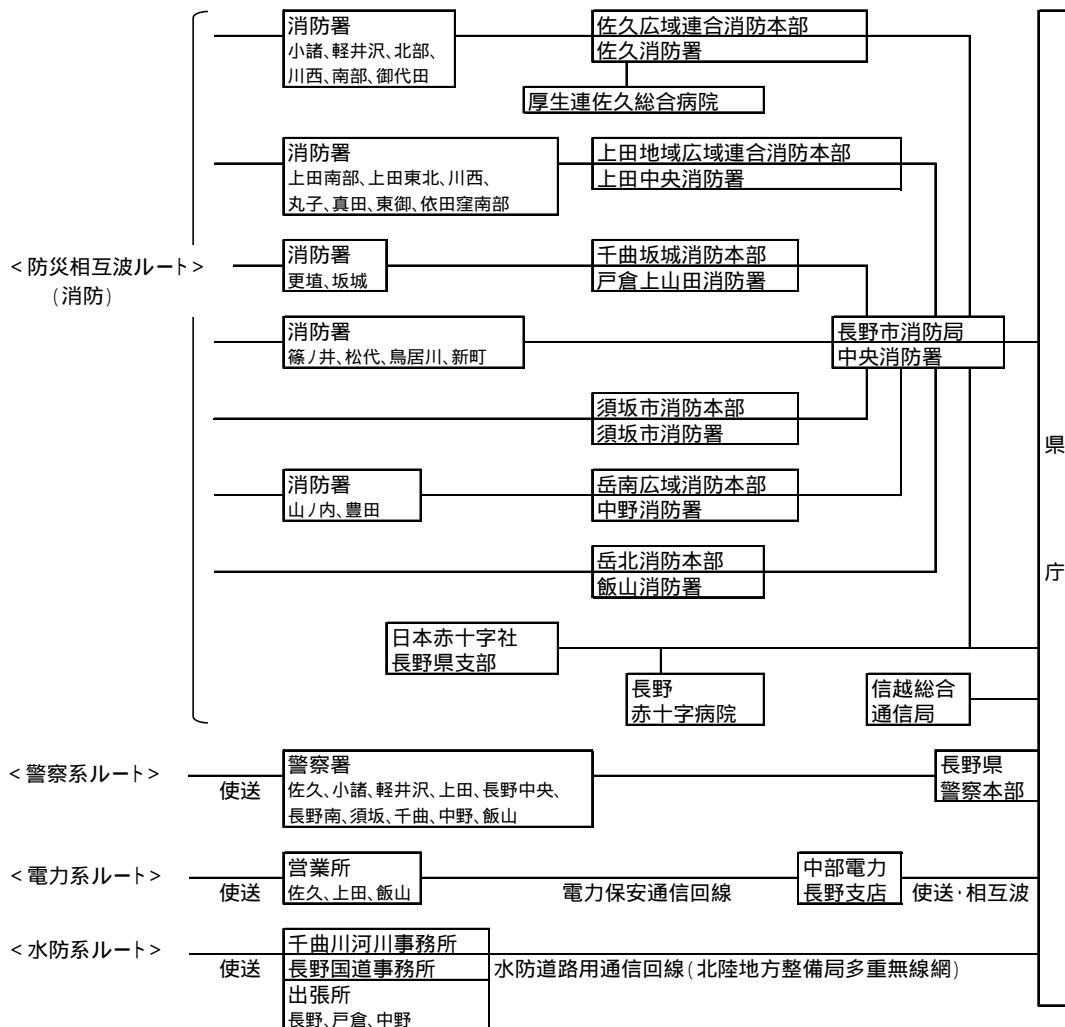 消防署
小諸、軽井沢、北部、
川西、南部、御代田
佐久広域連合消防本部
佐久消防署
厚生連佐久総合病院
消防署
上田南部、上田東北、川西、
丸子、真田、東御、依田窪南部
上田地域広域連合消防本部
上田中央消防署
<防災相互波ルート>
(消防)
消防署
更埴、坂城
千曲坂城消防本部
戸倉上山田消防署
消防署
篠ノ井、松代、鳥居川、新町
長野市消防局
中央消防署
須坂市消防本部
須坂市消防署
消防署
山ノ内、豊田
岳南広域消防本部
中野消防署
岳北消防本部
飯山消防署
日本赤十字社
長野県支部
長野
赤十字病院
信越総合
通信局
県
庁
<警察系ルート>
使送
警察署
佐久、小諸、軽井沢、上田、長野中央、
長野南、須坂、千曲、中野、飯山
長野県
警察本部
<電力系ルート>
使送
営業所
佐久、上田、飯山
電力保安通信回線
中部電力
長野支店
使送・相互波
<水防系ルート>
使送
千曲川河川事務所
長野国道事務所
水防道路用通信回線(北陸地方整備局多重無線網)
出張所
長野、戸倉、中野